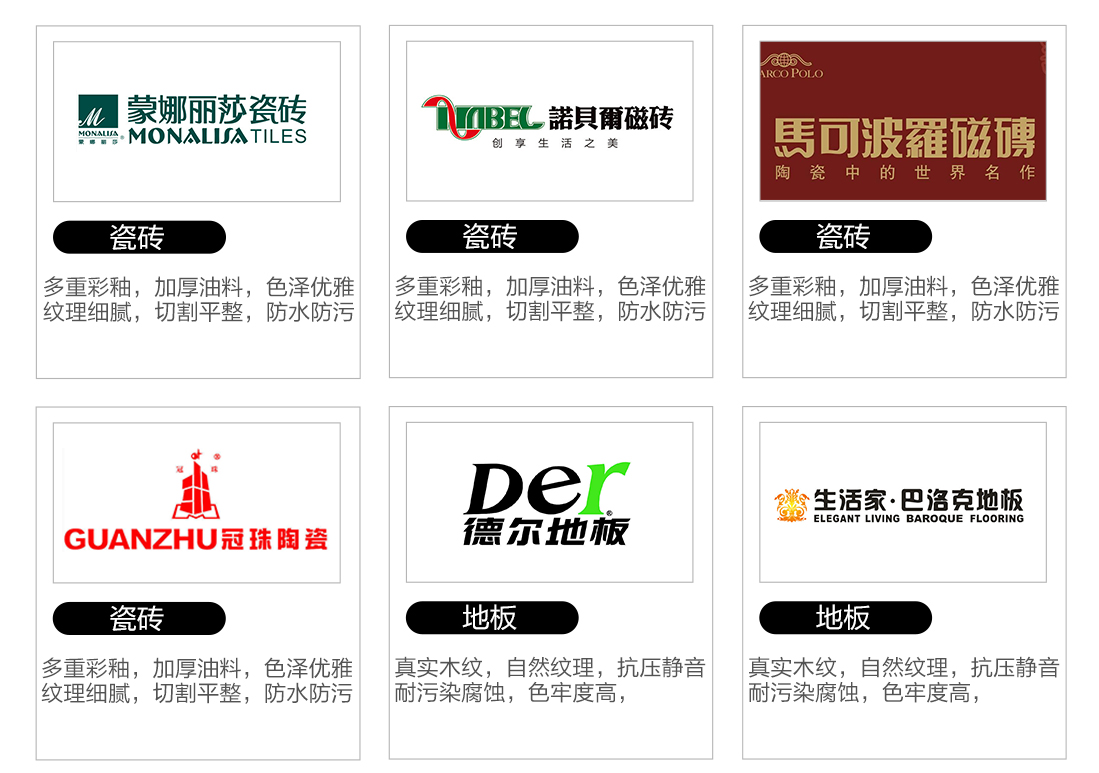 M
MONALISA
蒙娜丽莎
蒙娜丽莎瓷砖
MONALISA TILES
NABEL 諾貝爾磁砖
创享生活之美
ARCO POLO
馬可波羅磁磚
陶瓷中的世界名作
瓷砖
瓷砖
瓷砖
多重彩釉，加厚油料，色泽优雅
纹理细腻，切割平整，防水防污
多重彩釉，加厚油料，色泽优雅
纹理细腻，切割平整，防水防污
多重彩釉，加厚油料，色泽优雅
纹理细腻，切割平整，防水防污
冠 珠
GUANZHU冠珠陶瓷
Der
德尔地板
生活家·巴洛克地板
ELEGANT LIVING BAROQUE FLOORING
瓷砖
地板
地板
多重彩釉，加厚油料，色泽优雅
纹理细腻，切割平整，防水防污
真实木纹，自然纹理，抗压静音
耐污染腐蚀，色牢度高，
真实木纹，自然纹理，抗压静音
耐污染腐蚀，色牢度高，